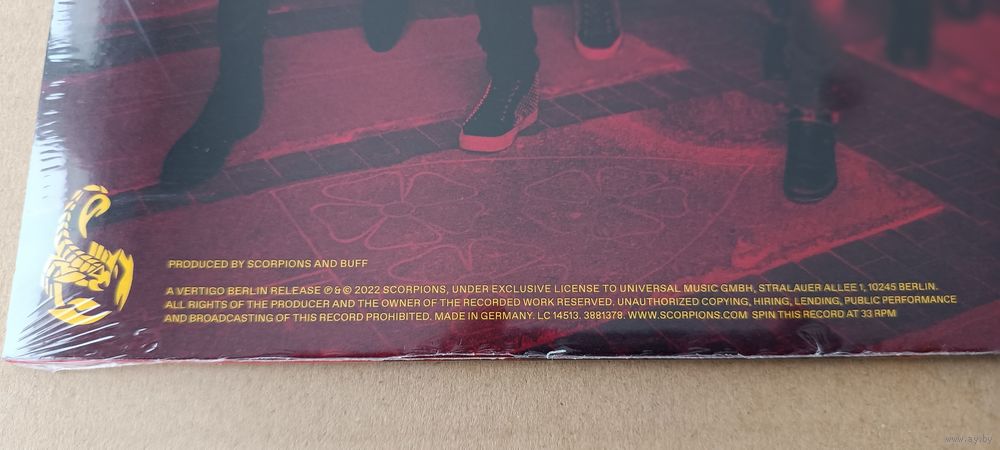 PRODUCED BY SCORPIONS AND BUFF
A VERTIGO BERLIN RELEASE ℗ & © 2022 SCORPIONS, UNDER EXCLUSIVE LICENSE TO UNIVERSAL MUSIC GMBH, STRALAUER ALLEE 1, 10245 BERLIN.
ALL RIGHTS OF THE PRODUCER AND THE OWNER OF THE RECORDED WORK RESERVED. UNAUTHORIZED COPYING, HIRING, LENDING, PUBLIC PERFORMANCE
AND BROADCASTING OF THIS RECORD PROHIBITED. MADE IN GERMANY. LC 14513. 3881378. WWW.SCORPIONS.COM SPIN THIS RECORD AT 33 RPM
www.ay.by